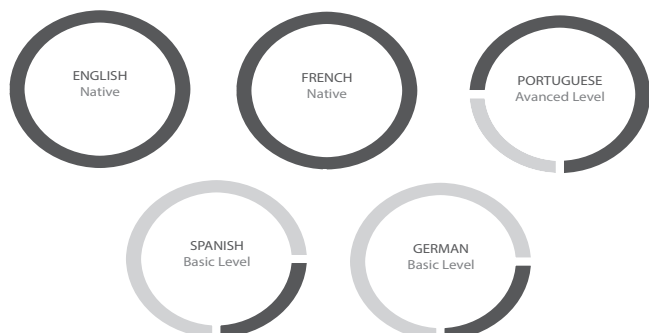 ENGLISH
Native
FRENCH
Native
PORTUGUESE
Avanced Level
SPANISH
Basic Level
GERMAN
Basic Level